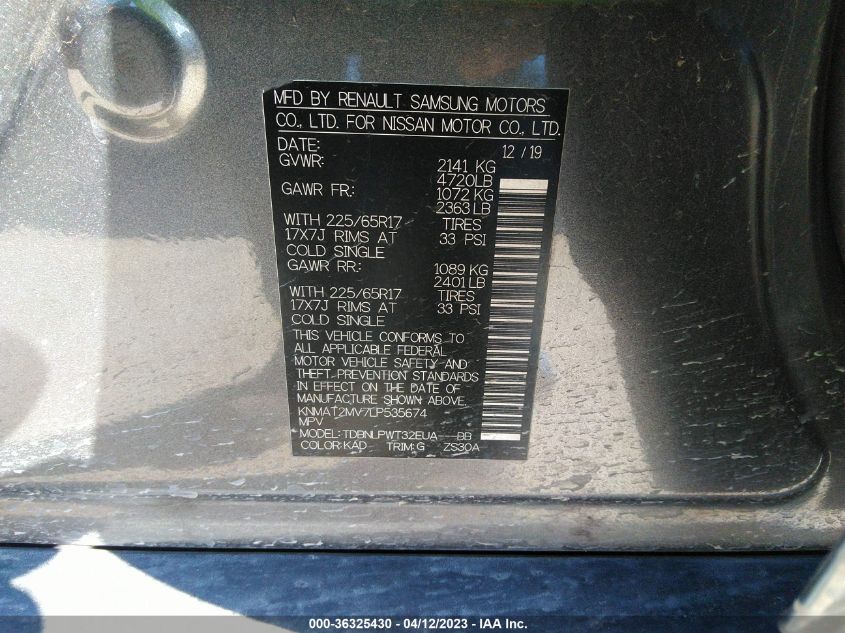 MFD BY RENAULT SAMSUNG MOTORS
CO., LTD. FOR NISSAN MOTOR CO., LTD.
DATE: 12 / 19
GVWR: 2141 KG
4720LB
GAWR FR: 1072 KG
2363 LB
WITH 225/65R17 TIRES
17X7J RIMS AT 33 PSI
COLD SINGLE
GAWR RR: 1089 KG
2401 LB
WITH 225/65R17 TIRES
17X7J RIMS AT 33 PSI
COLD SINGLE
THIS VEHICLE CONFORMS TO
ALL APPLICABLE FEDERAL
MOTOR VEHICLE SAFETY AND
THEFT PREVENTION STANDARDS
IN EFFECT ON THE DATE OF
MANUFACTURE SHOWN ABOVE.
KNMAT2MV7LP535674
MPV
MODEL: TDBNLPWT32EUA---BB
COLOR:KAD TRIM:G ZS30A
000-36325430 - 04/12/2023 - IAA Inc.